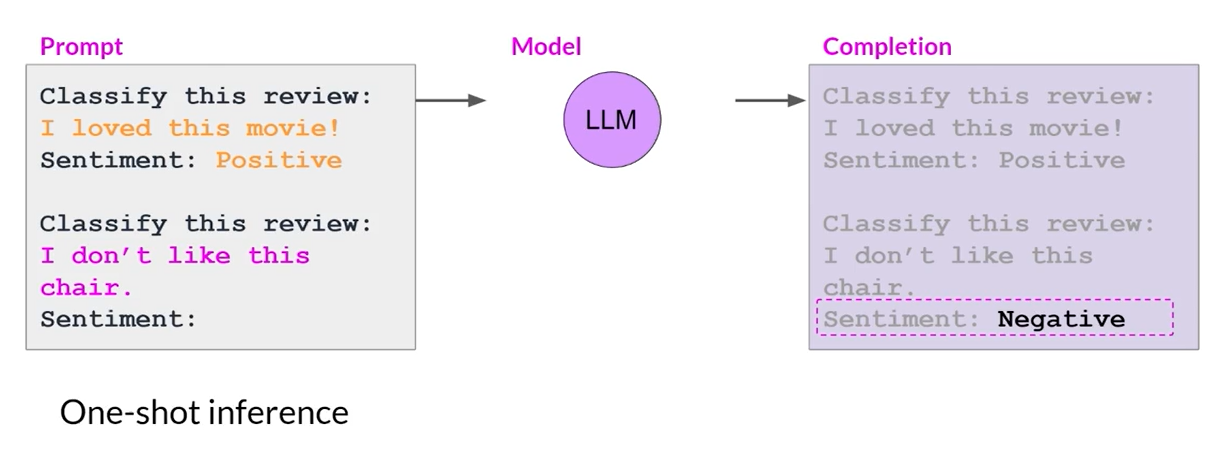 Prompt
Classify this review:
I loved this movie!
Sentiment: Positive
Classify this review:
I don’t like this
chair.
Sentiment:
Model
LLM
Completion
Classify this review:
I loved this movie!
Sentiment: Positive
Classify this review:
I don’t like this
chair.
Sentiment: Negative
One-shot inference